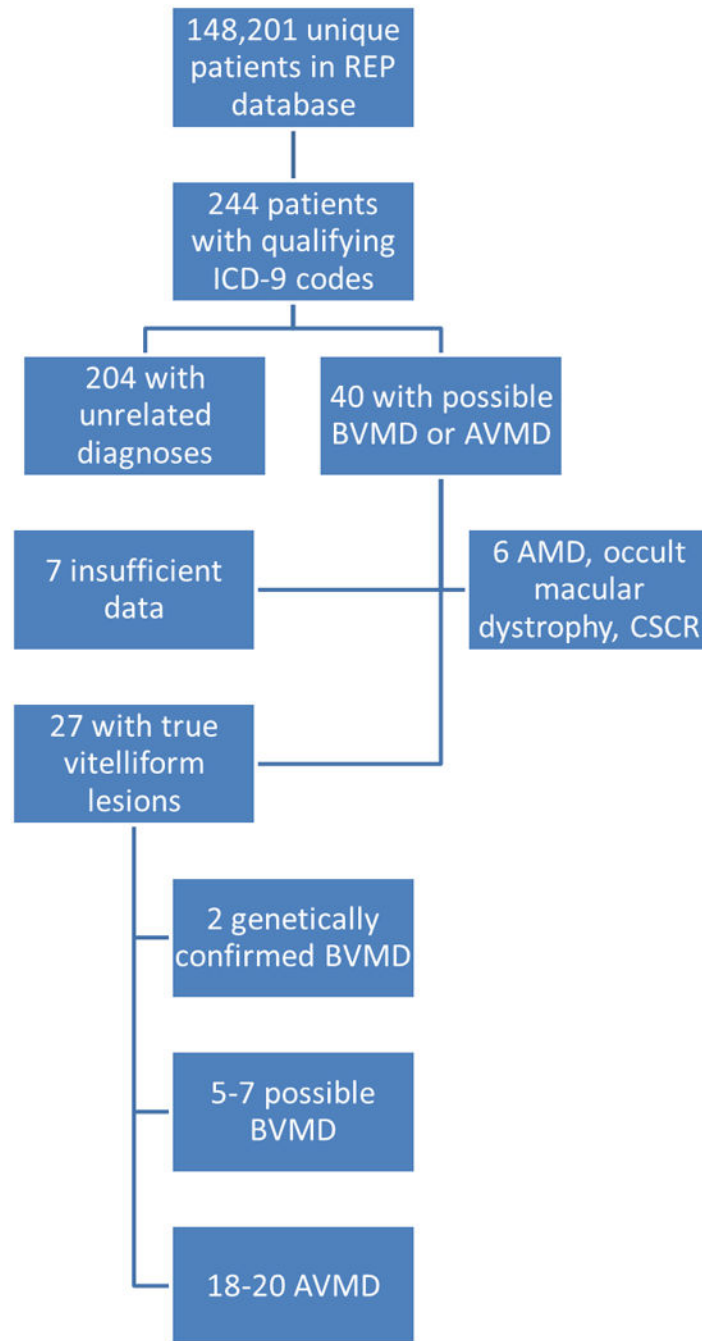 148,201 unique
patients in REP
database
244 patients
with qualifying
ICD-9 codes
204 with
unrelated
diagnoses
40 with possible
BVMD or AVMD
7 insufficient
data
6 AMD, occult
macular
dystrophy, CSCR
27 with true
vitelliform
lesions
2 genetically
confirmed BVMD
5-7 possible
BVMD
18-20 AVMD